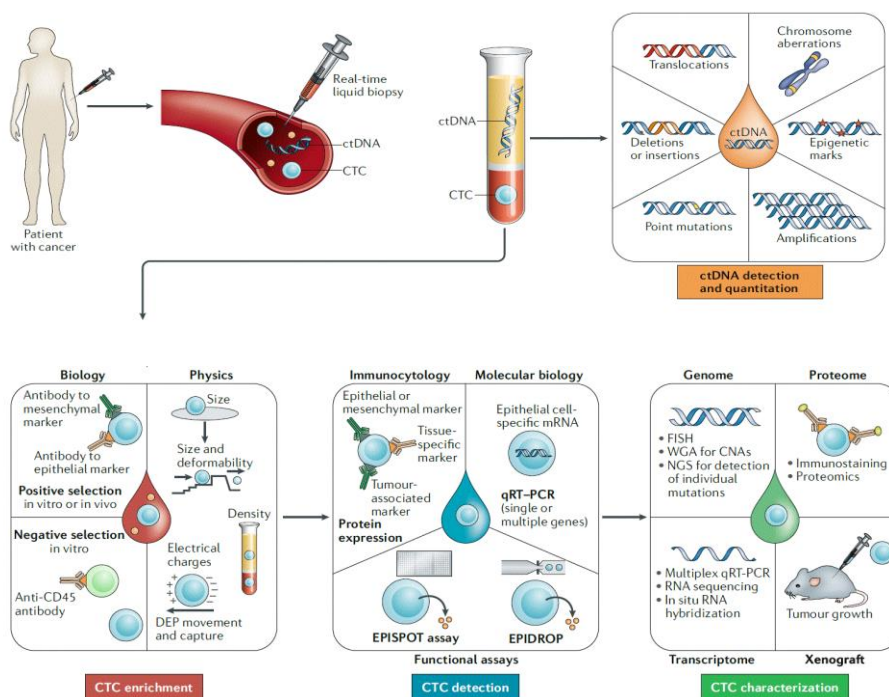 Patient
with cancer
Real-time
liquid biopsy
ctDNA
CTC
ctDNA
CTC
Translocations
Chromosome
aberrations
Deletions
or insertions
ctDNA
Epigenetic
marks
Point mutations
Amplifications
ctDNA detection
and quantitation
Biology
Physics
Antibody to
mesenchymal
marker
Antibody to
epithelial marker
Positive selection
in vitro or in vivo
Size
Size and
deformability
Density
Negative selection
in vitro
Anti-CD45
antibody
Electrical
charges
DEP movement
and capture
CTC enrichment
Immunocytology
Molecular biology
Epithelial or
mesenchymal marker
Tissue-
specific
marker
Tumour-
associated
marker
Protein
expression
Epithelial cell-
specific mRNA
qRT–PCR
(single or
multiple genes)
EPISPOT assay
EPIDROP
Functional assays
CTC detection
Genome
Proteome
• FISH
• WGA for CNAs
• NGS for detection
of individual
mutations
• Immunostaining
• Proteomics
• Multiplex qRT-PCR
• RNA sequencing
• In situ RNA
hybridization
Tumour growth
Transcriptome
Xenograft
CTC characterization